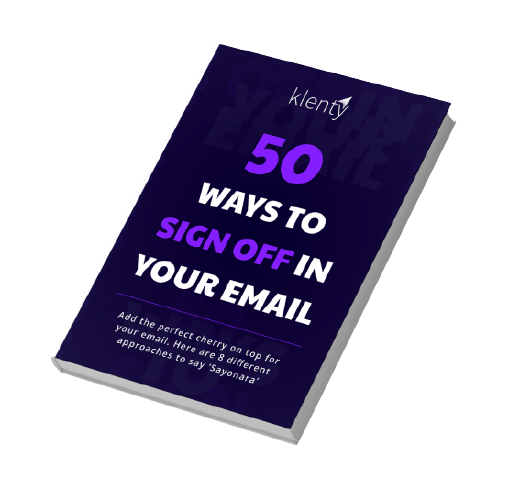 klenty
50
WAYS TO
SIGN OFF IN
YOUR EMAIL
Add the perfect cherry on top for
your email. Here are 8 different
approaches to say 'Sayonara'